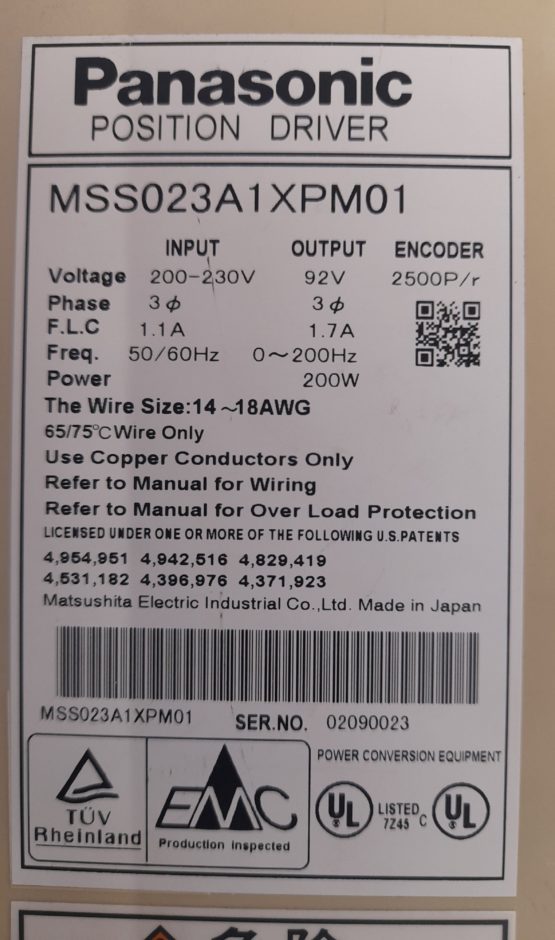 Panasonic
POSITION DRIVER
MSS023A1XPM01
INPUT OUTPUT ENCODER
Voltage 200-230V 92V 2500P/r
Phase 3ϕ 3ϕ
F.L.C 1.1A 1.7A
Freq. 50/60Hz 0～200Hz
Power 200W
The Wire Size:14～18AWG
65/75℃ Wire Only
Use Copper Conductors Only
Refer to Manual for Wiring
Refer to Manual for Over Load Protection
LICENSED UNDER ONE OR MORE OF THE FOLLOWING U.S.PATENTS
4,954,951 4,942,516 4,829,419
4,531,182 4,396,976 4,371,923
Matsushita Electric Industrial Co.,Ltd. Made in Japan
MSS023A1XPM01 SER.NO. 02090023
TÜV
Rheinland
EMC
Production Inspected
POWER CONVERSION EQUIPMENT
UL LISTED 7Z45 C UL
危険